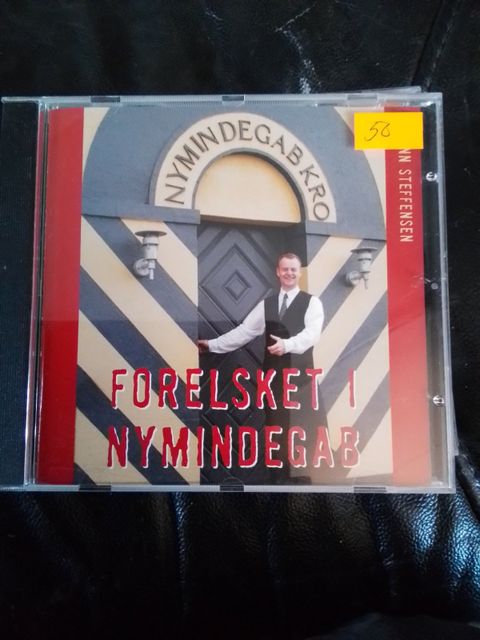 NYMINDEGAB KRO
50
STEFFENSEN
FORELSKET I
NYMINDEGAB